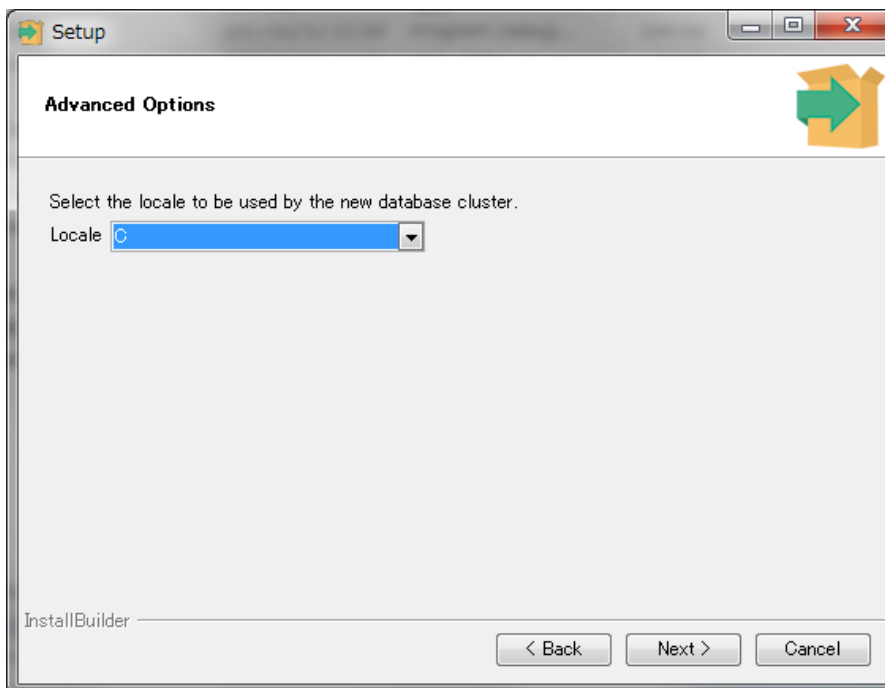 Setup
Advanced Options
Select the locale to be used by the new database cluster.
Locale C
InstallBuilder
< Back Next > Cancel